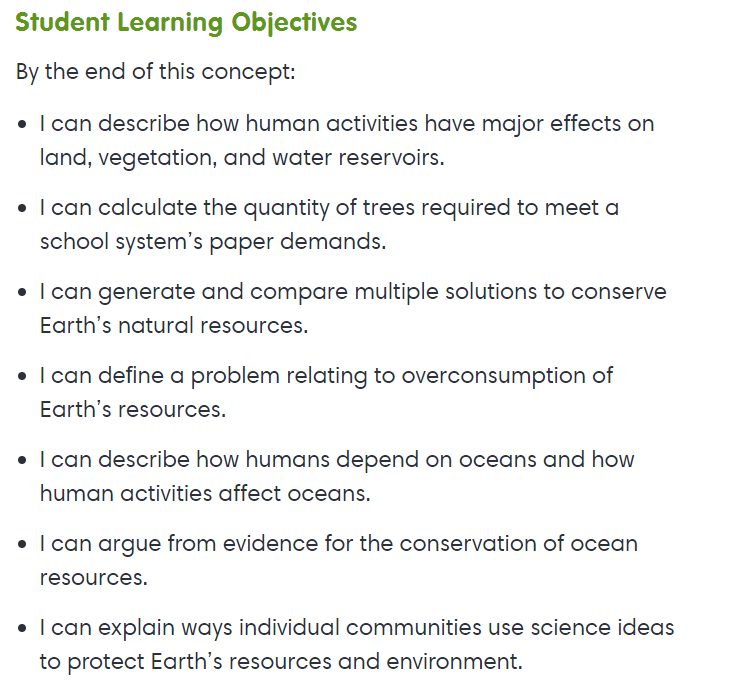 Student Learning Objectives
By the end of this concept:
• I can describe how human activities have major effects on
land, vegetation, and water reservoirs.
• I can calculate the quantity of trees required to meet a
school system's paper demands.
• I can generate and compare multiple solutions to conserve
Earth's natural resources.
• I can define a problem relating to overconsumption of
Earth's resources.
• I can describe how humans depend on oceans and how
human activities affect oceans.
• I can argue from evidence for the conservation of ocean
resources.
• I can explain ways individual communities use science ideas
to protect Earth's resources and environment.